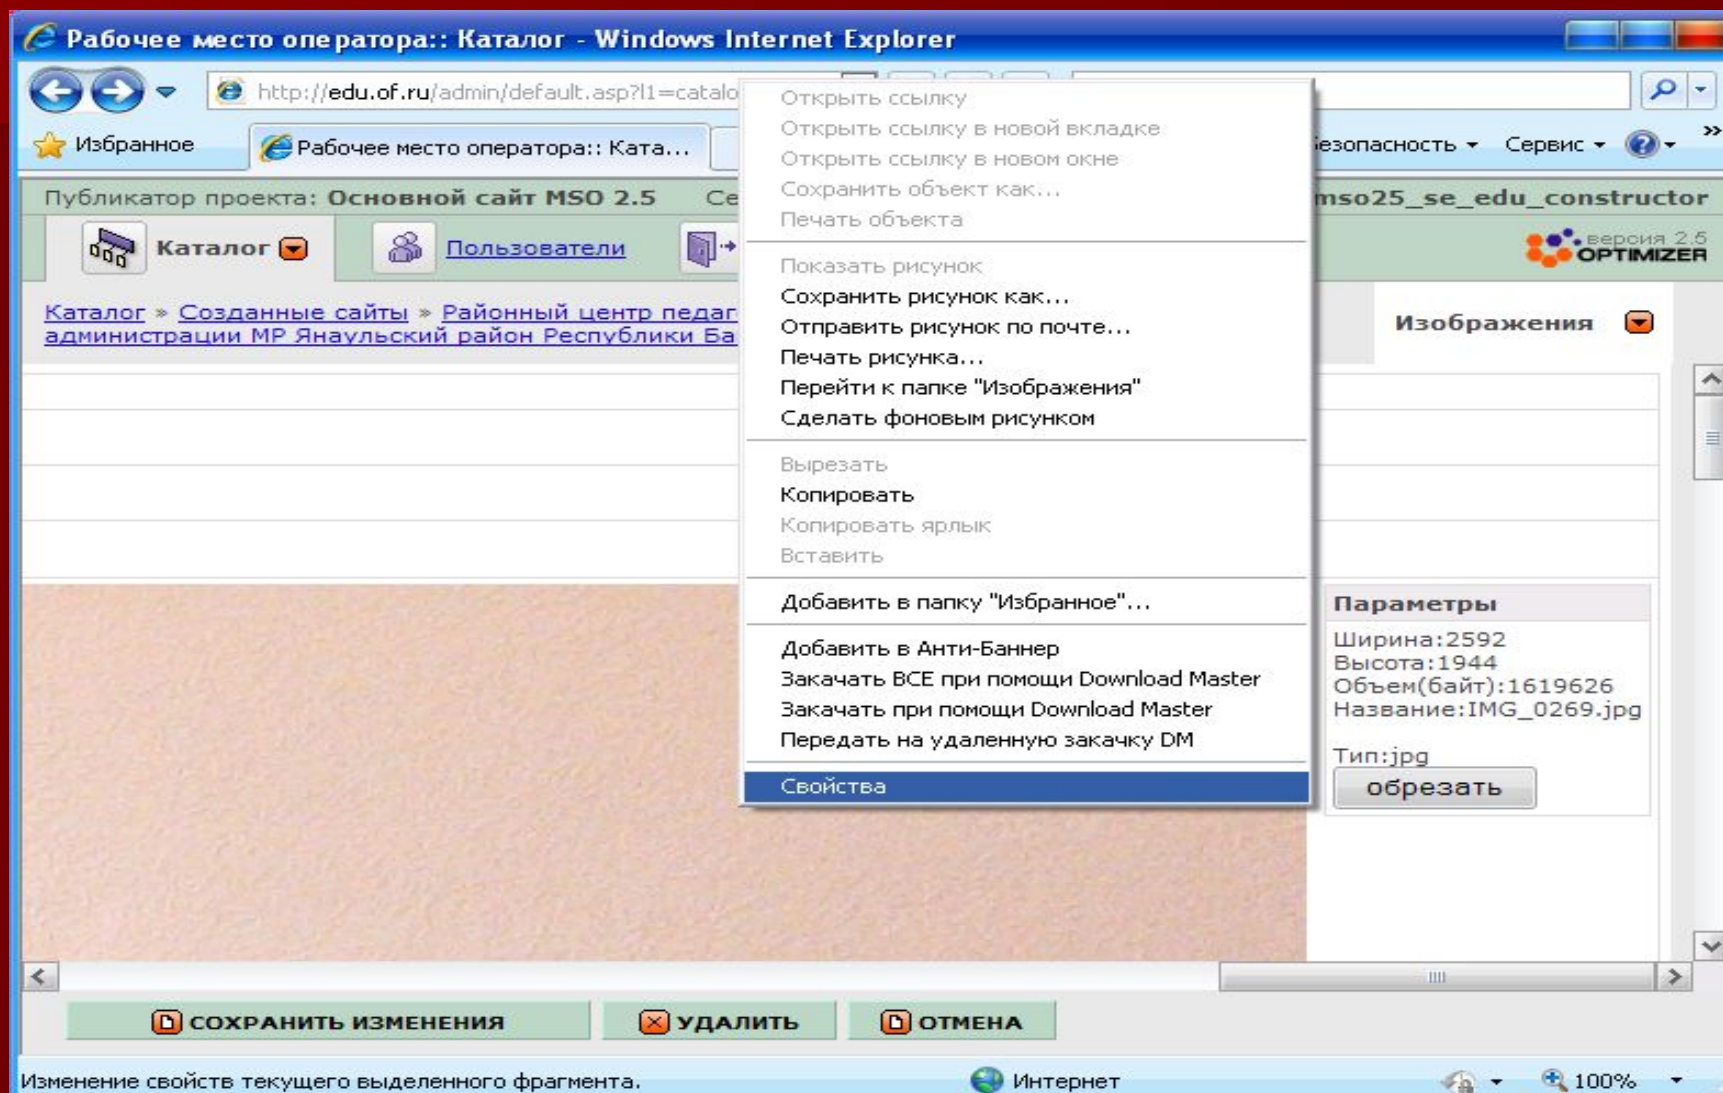 Рабочее место оператора:: Каталог - Windows Internet Explorer
http://edu.of.ru/admin/default.asp?l1=catalo
Избранное
Рабочее место оператора:: Ката...
Сервис
Публикатор проекта: Основной сайт MSO 2.5
mso25_se_edu_constructor
Каталог
Пользователи
версия 2.5
OPTIMIZER
Каталог » Созданные сайты » Районный центр педаг
администрации МР Янаульский район Республики Ба
Изображения
Открыть ссылку
Открыть ссылку в новой вкладке
Открыть ссылку в новом окне
Сохранить объект как...
Печать объекта
Показать рисунок
Сохранить рисунок как...
Отправить рисунок по почте...
Печать рисунка...
Перейти к папке "Изображения"
Сделать фоновым рисунком
Вырезать
Копировать
Копировать ярлык
Вставить
Добавить в папку "Избранное"...
Добавить в Анти-Баннер
Закачать ВСЕ при помощи Download Master
Закачать при помощи Download Master
Передать на удаленную закачку DM
Свойства
Параметры
Ширина:2592
Высота:1944
Объем(байт):1619626
Название:IMG_0269.jpg
Тип:jpg
обрезать
СОХРАНИТЬ ИЗМЕНЕНИЯ
УДАЛИТЬ
ОТМЕНА
Изменение свойств текущего выделенного фрагмента.
Интернет
100%